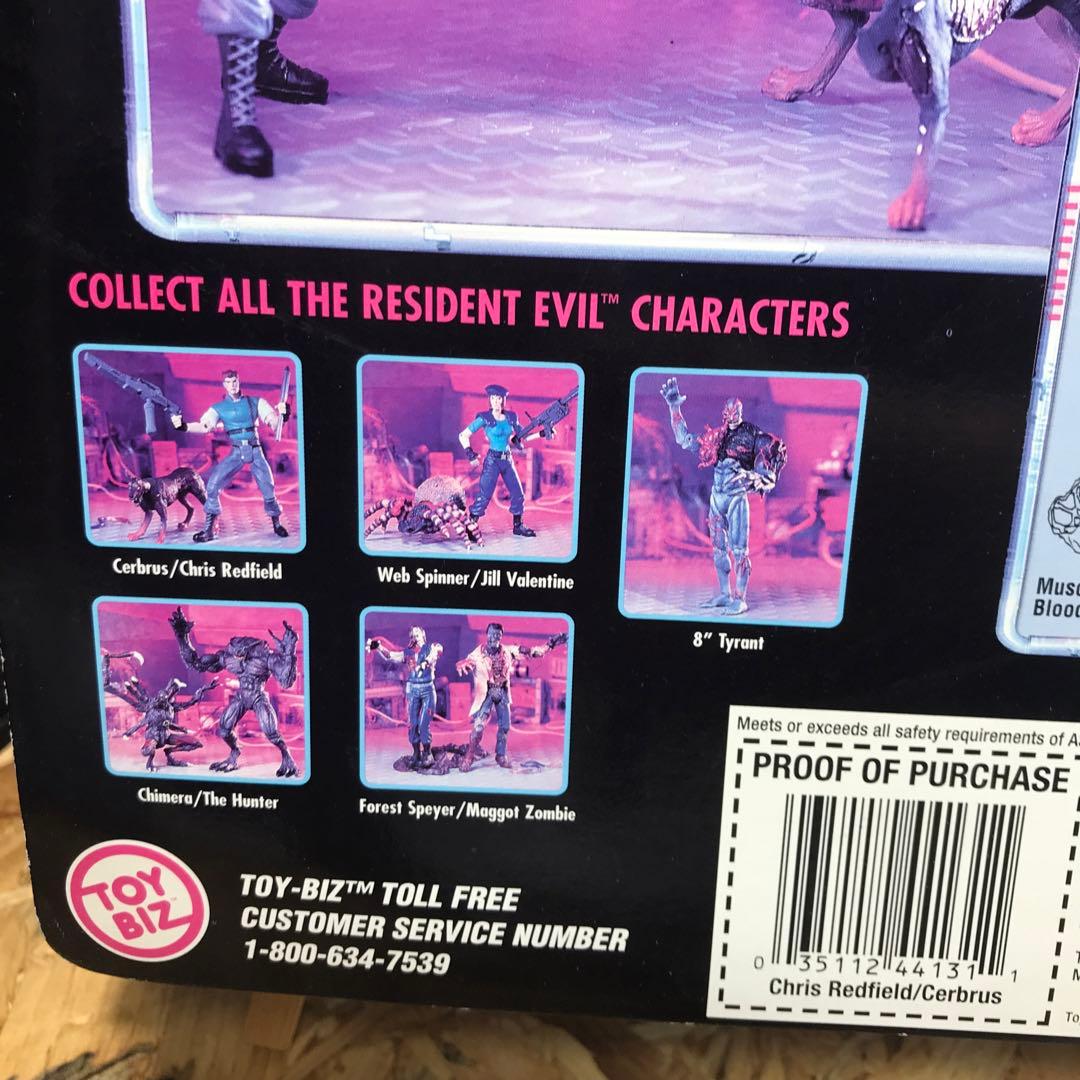 COLLECT ALL THE RESIDENT EVIL™ CHARACTERS
Cerbrus/Chris Redfield
Web Spinner/Jill Valentine
8" Tyrant
Chimera/The Hunter
Forest Speyer/Maggot Zombie
TOY
BIZ™
TOY-BIZ™ TOLL FREE
CUSTOMER SERVICE NUMBER
1-800-634-7539
Meets or exceeds all safety requirements of
PROOF OF PURCHASE
0 35112 44131 1
Chris Redfield/Cerbrus